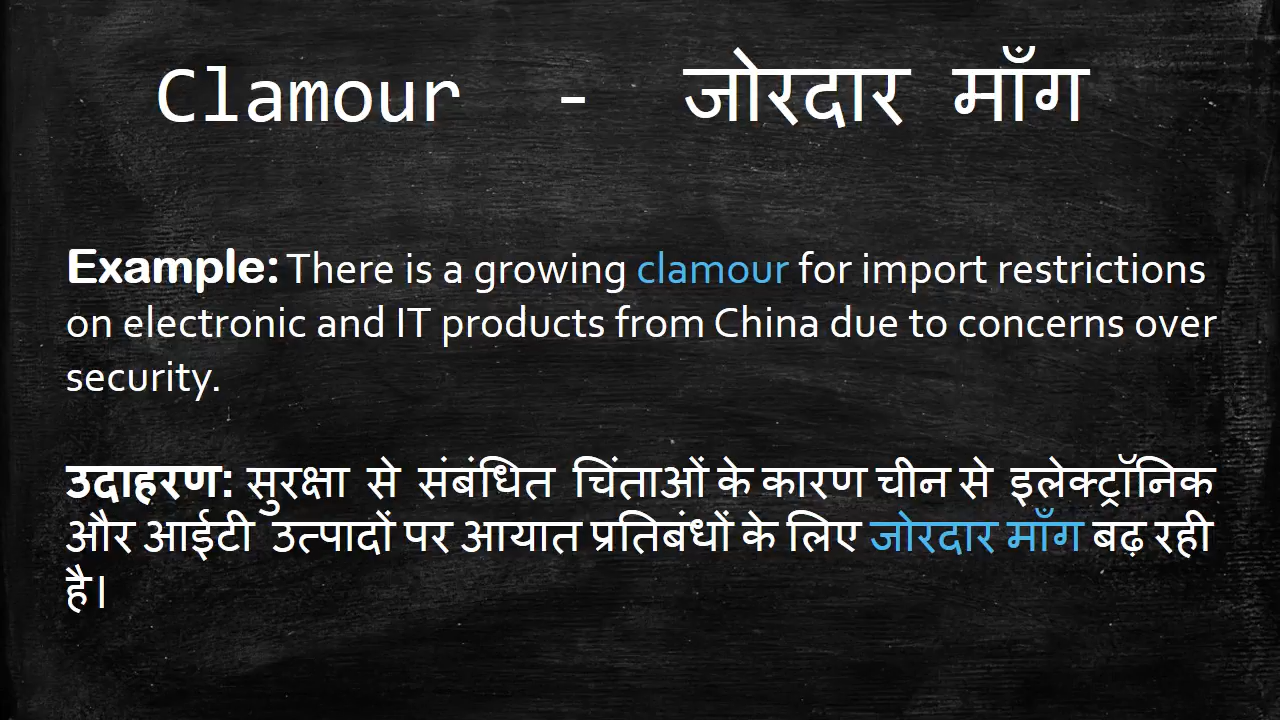 Clamour - जोरदार माँग
Example: There is a growing clamour for import restrictions
on electronic and IT products from China due to concerns over
security.
उदाहरण: सुरक्षा से संबंधित चिंताओं के कारण चीन से इलेक्ट्रॉनिक
और आईटी उत्पादों पर आयात प्रतिबंधों के लिए जोरदार माँग बढ़ रही
है।